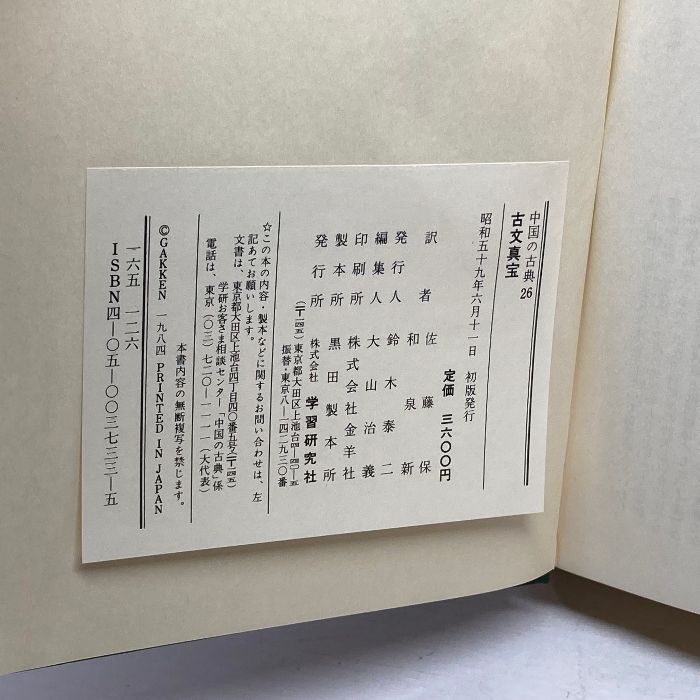 中国の古典 26
古文真宝
昭和五十九年六月十一日 初版発行
定価 三六〇〇円
訳者 佐藤保
和泉新
発行人 鈴木泰二
編集人 大山治義
印刷所 株式会社金羊社
製本所 黒田製本所
発行所 株式会社 学習研究社
(〒一四五)東京都大田区上池台四―四〇―五
振替・東京八―一四二九三〇番
☆この本の内容・製本などに関するお問い合わせは、左
記あてお願いします。
文書は、東京都大田区上池台四丁目四〇番五号(〒一四五)
学研お客さま相談センター「中国の古典」係
電話は、東京(〇三)七二〇―一一一一(大代表)
本書内容の無断複写を禁じます。
©GAKKEN 一九八四 PRINTED IN JAPAN
一六五 一二六
ISBN四―〇五―〇〇三七三三―五